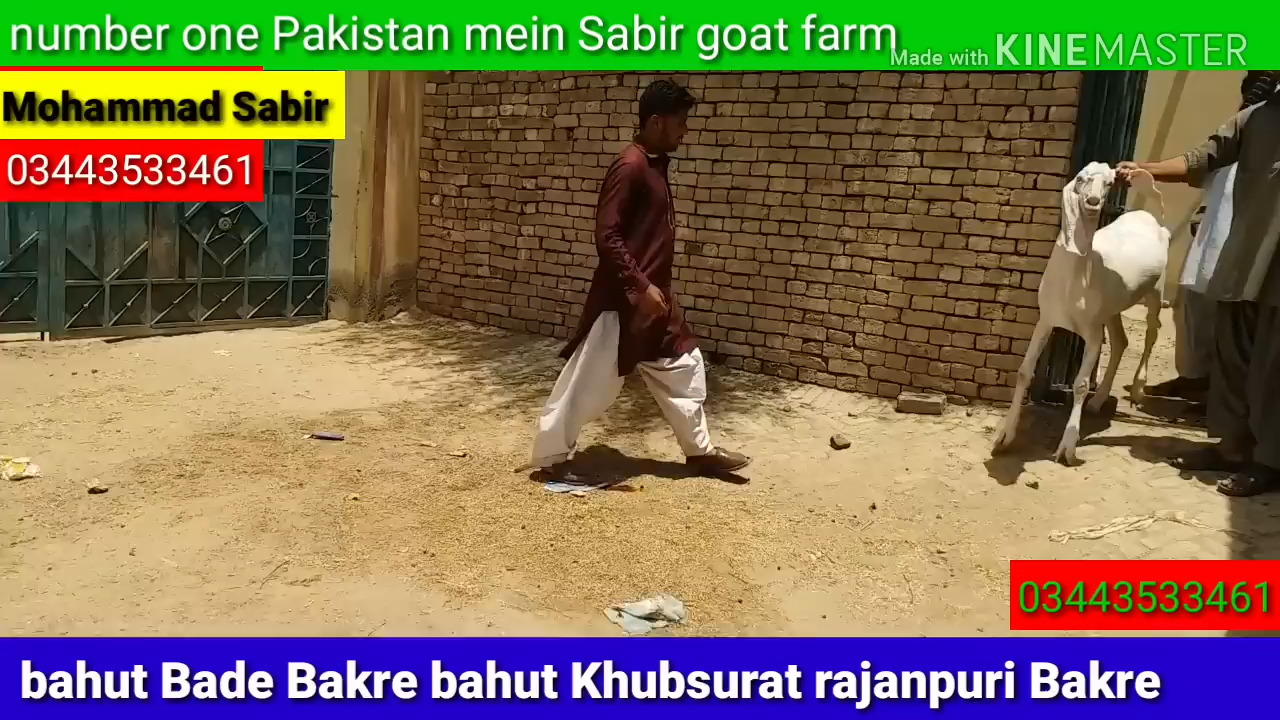 number one Pakistan mein Sabir goat farm
Made with KINEMASTER
Mohammad Sabir
03443533461
03443533461
bahut Bade Bakre bahut Khubsurat rajanpuri Bakre